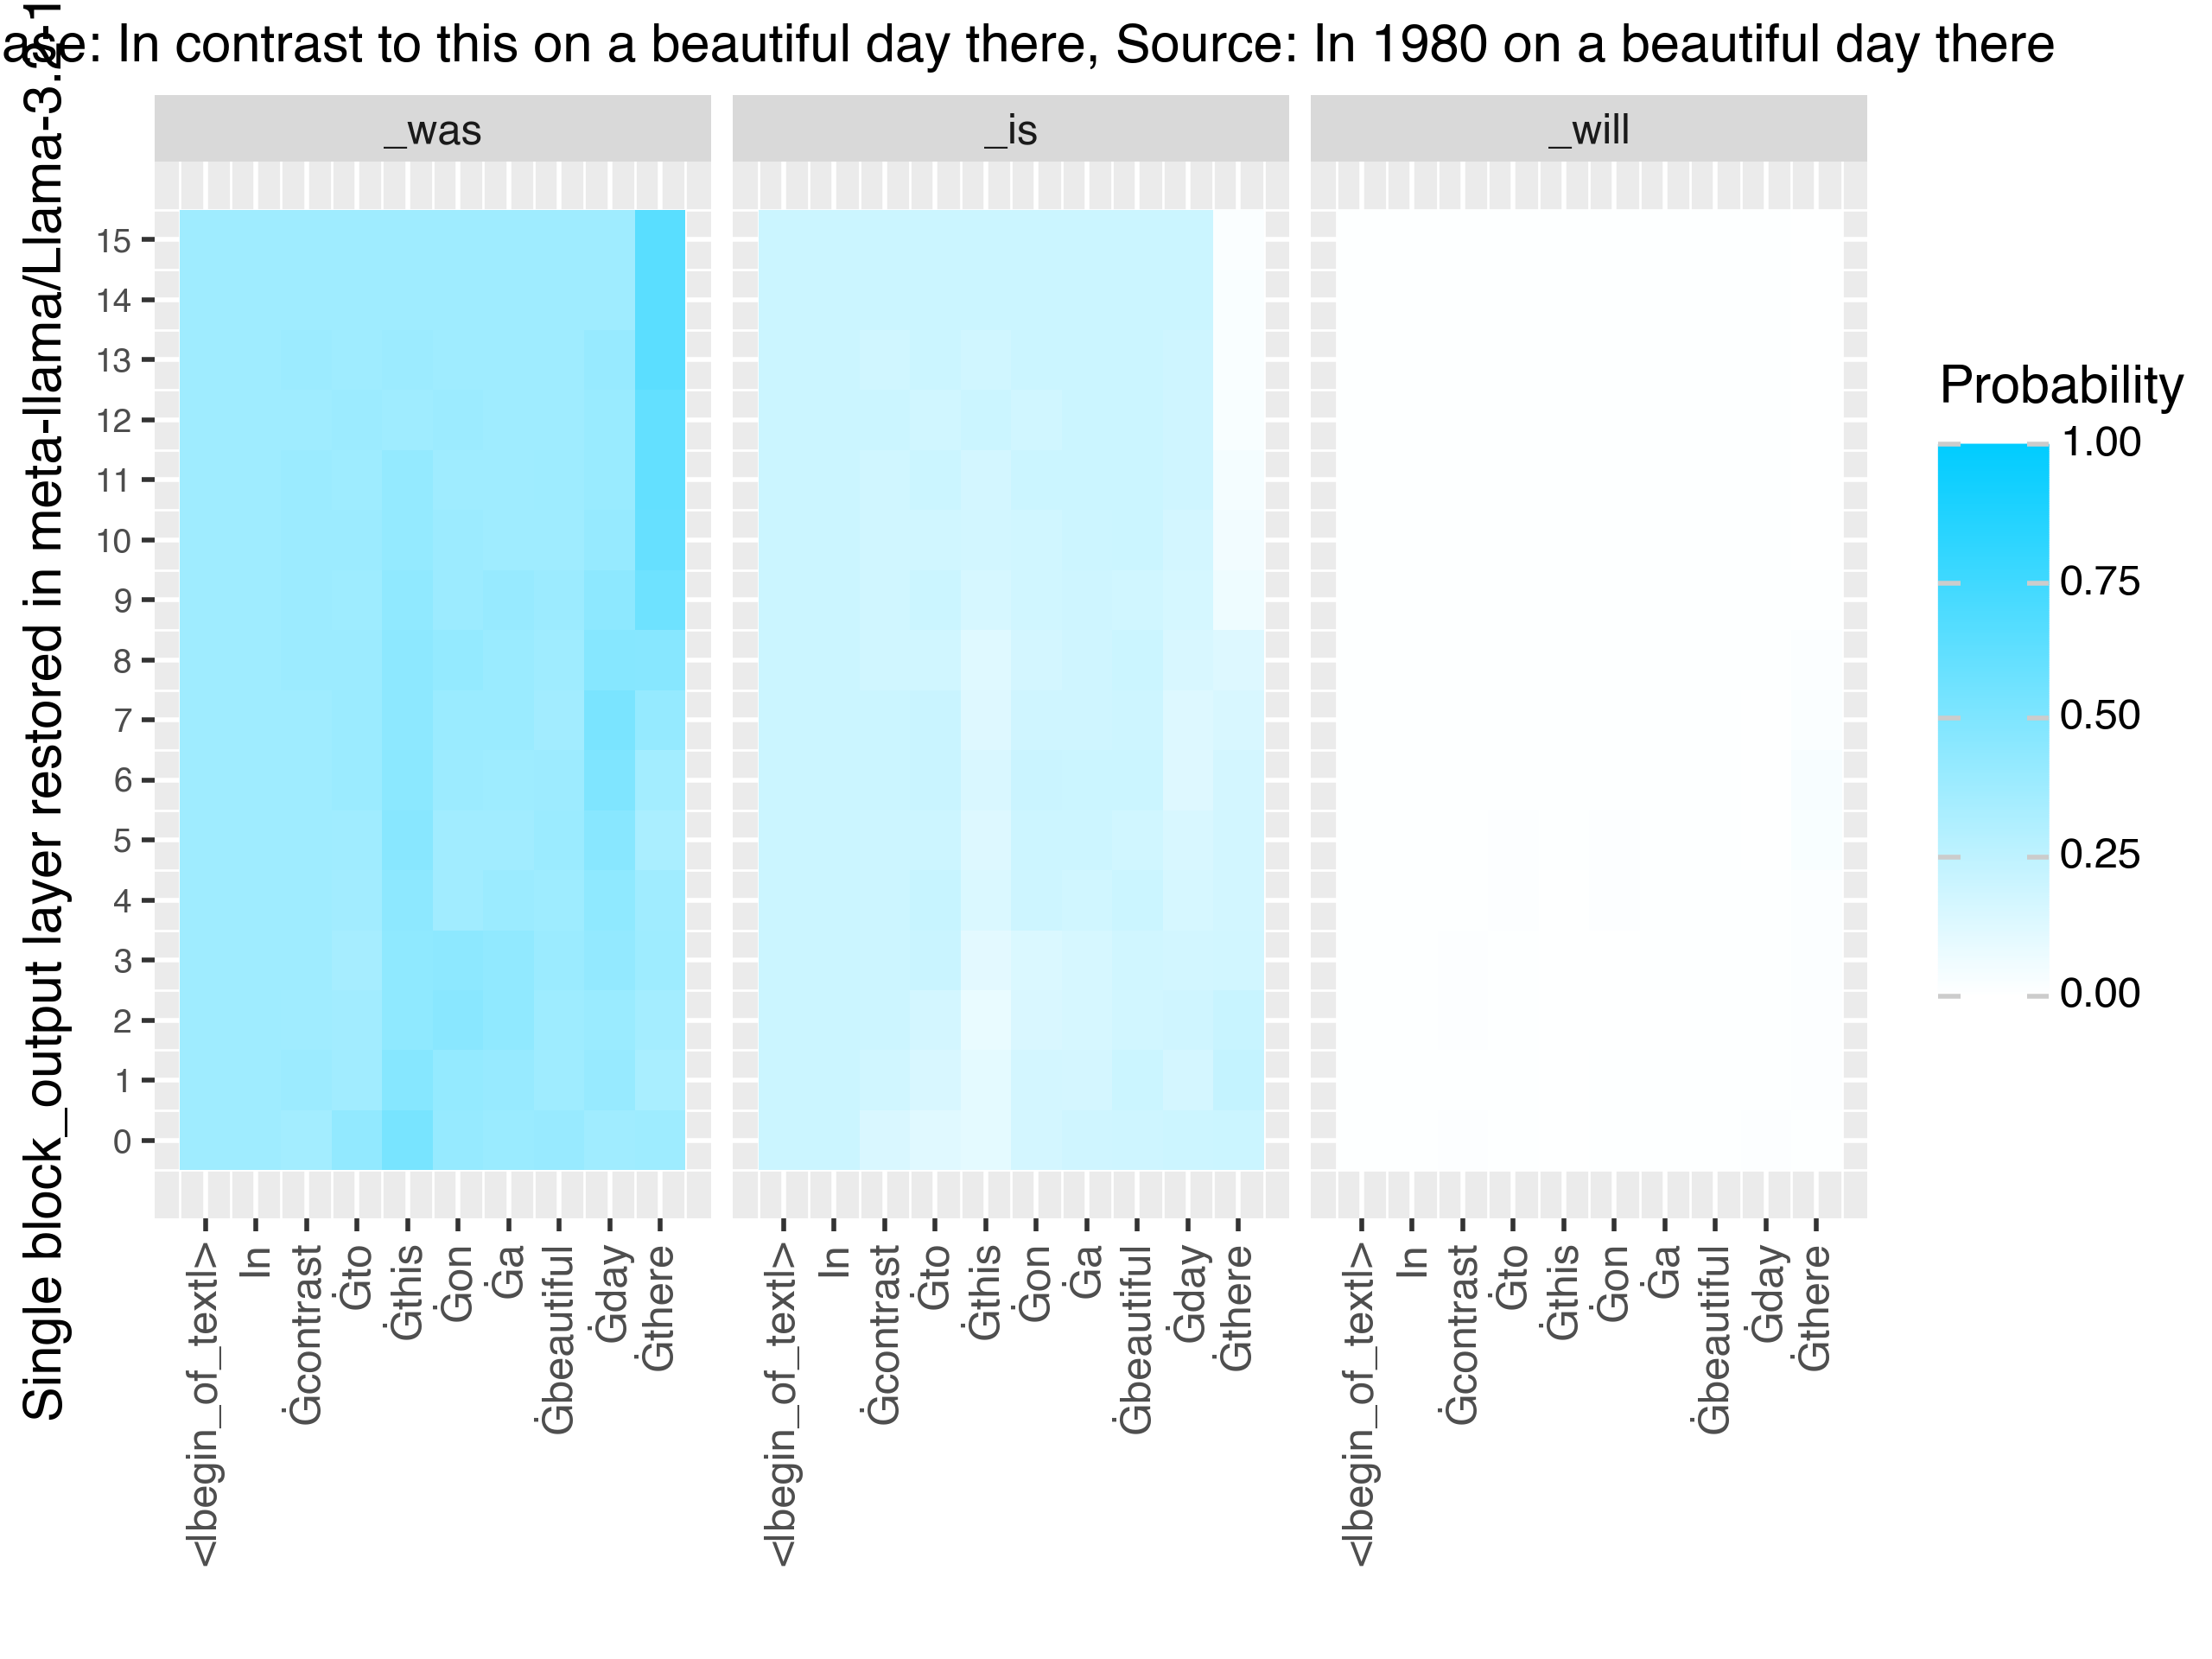 ase: In contrast to this on a beautiful day there, Source: In 1980 on a beautiful day there
Single block_output layer restored in meta-llama/Llama-3.2-1
_was
_is
_will
15
14
13
12
11
10
9
8
7
6
5
4
3
2
1
0
<|begin_of_text|>
In
Ġcontrast
Ġto
Ġthis
Ġon
Ġa
Ġbeautiful
Ġday
Ġthere
<|begin_of_text|>
In
Ġcontrast
Ġto
Ġthis
Ġon
Ġa
Ġbeautiful
Ġday
Ġthere
<|begin_of_text|>
In
Ġcontrast
Ġto
Ġthis
Ġon
Ġa
Ġbeautiful
Ġday
Ġthere
Probability
1.00
0.75
0.50
0.25
0.00